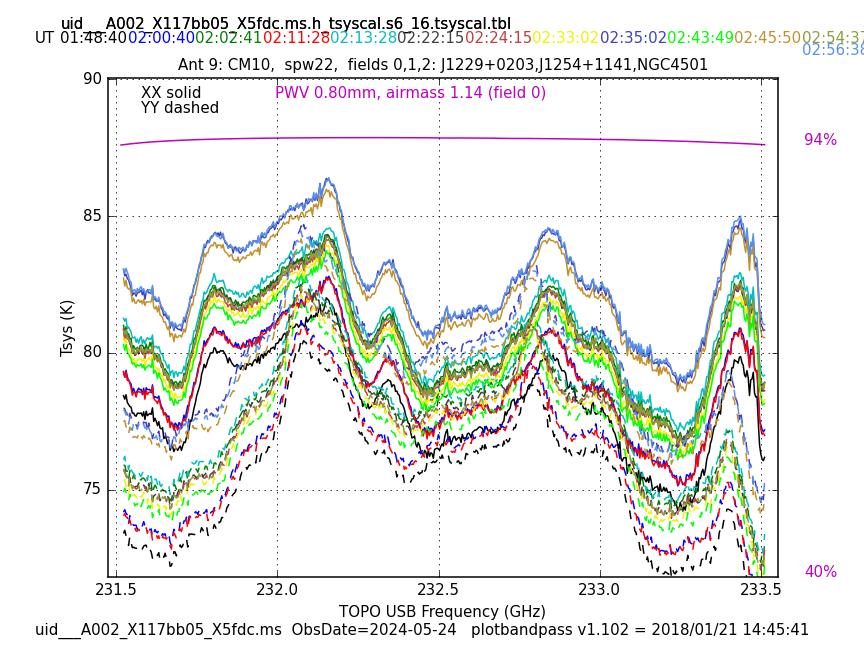 uid___A002_X117bb05_X5fdc.ms.h_tsyscal.s6_16.tsyscal.tbl
UT 01:48:40 02:00:40 02:02:41 02:11:28 02:13:28 02:22:15 02:24:15 02:33:02 02:35:02 02:43:49 02:45:50 02:54:37
02:56:38
Ant 9: CM10,  spw22,  fields 0,1,2: J1229+0203,J1254+1141,NGC4501
90
XX solid
PWV 0.80mm, airmass 1.14 (field 0)
YY dashed
94%
85
Tsys (K)
80
75
40%
231.5 232.0 232.5 233.0 233.5
TOPO USB Frequency (GHz)
uid___A002_X117bb05_X5fdc.ms  ObsDate=2024-05-24   plotbandpass v1.102 = 2018/01/21 14:45:41